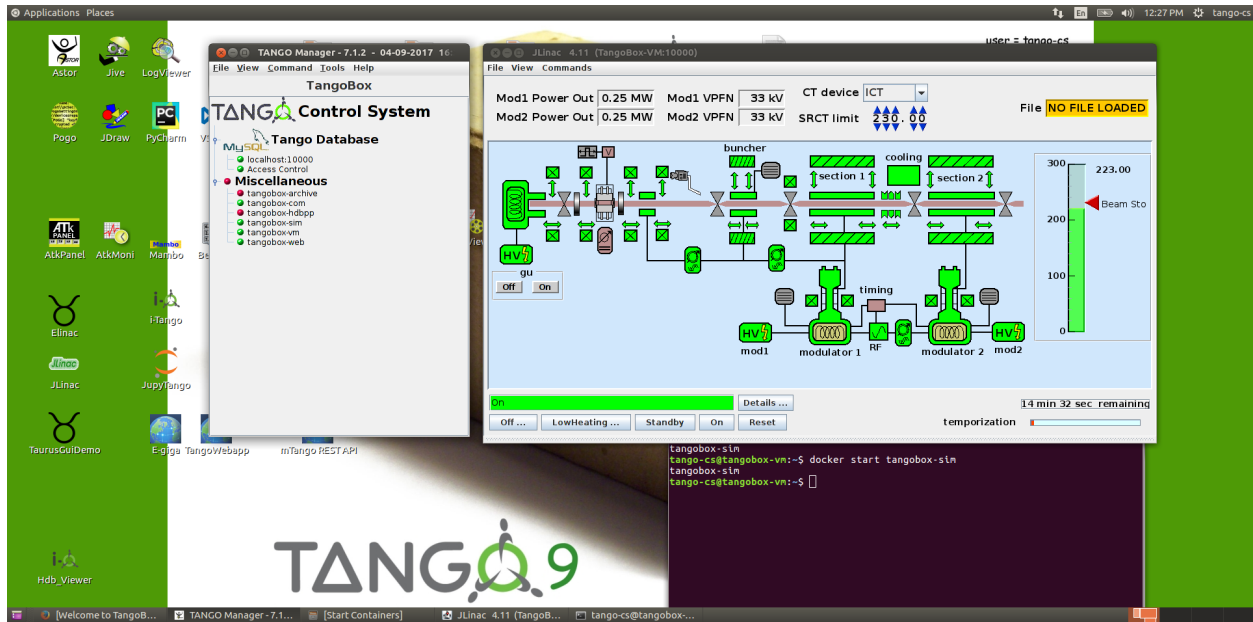 Applications Places
En
12:27 PM
tango-cs
user = tango-cs
Astor
Jive
LogViewer
Pogo
JDraw
PyCharm
AtkPanel
AtkMoni
Mambo
Elinac
i-Tango
JLinac
JupyTango
TaurusGuiDemo
E-giga
TangoWebapp
mTango REST API
Hdb_Viewer
TANGO Manager - 7.1.2 - 04-09-2017 16:
File View Command Tools Help
TangoBox
TANGO Control System
MySQL Tango Database
localhost:10000
Access Control
Miscellaneous
tangobox-archive
tangobox-com
tangobox-hdbpp
tangobox-sim
tangobox-vm
tangobox-web
JLinac 4.11 (TangoBox-VM:10000)
File View Commands
Mod1 Power Out 0.25 MW Mod1 VPFN 33 kV CT device ICT
Mod2 Power Out 0.25 MW Mod2 VPFN 33 kV SRCT limit 230.00
File NO FILE LOADED
buncher
section 1
cooling
section 2
V
HV
gu
Off On
timing
HV
mod1
modulator 1
RF
modulator 2
HV
mod2
300
223.00
Beam Sto
200
100
0
On
Details ...
14 min 32 sec remaining
Off ... LowHeating ... Standby On Reset
temporization
tangobox-sim
tango-cs@tangobox-vm:~$ docker start tangobox-sim
tangobox-sim
tango-cs@tangobox-vm:~$
TANGO 9
[Welcome to TangoB...
TANGO Manager - 7.1...
[Start Containers]
JLinac 4.11 (TangoB...
tango-cs@tangobox-...